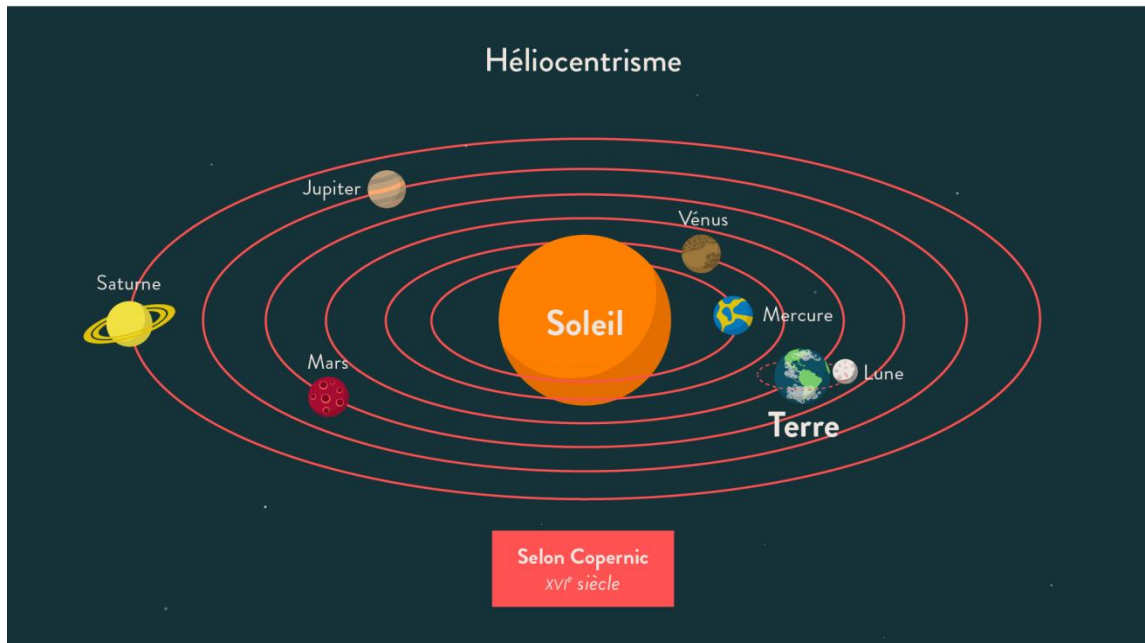 Héliocentrisme
Jupiter
Vénus
Saturne
Soleil
Mercure
Mars
Lune
Terre
Selon Copernic
XVIe siècle